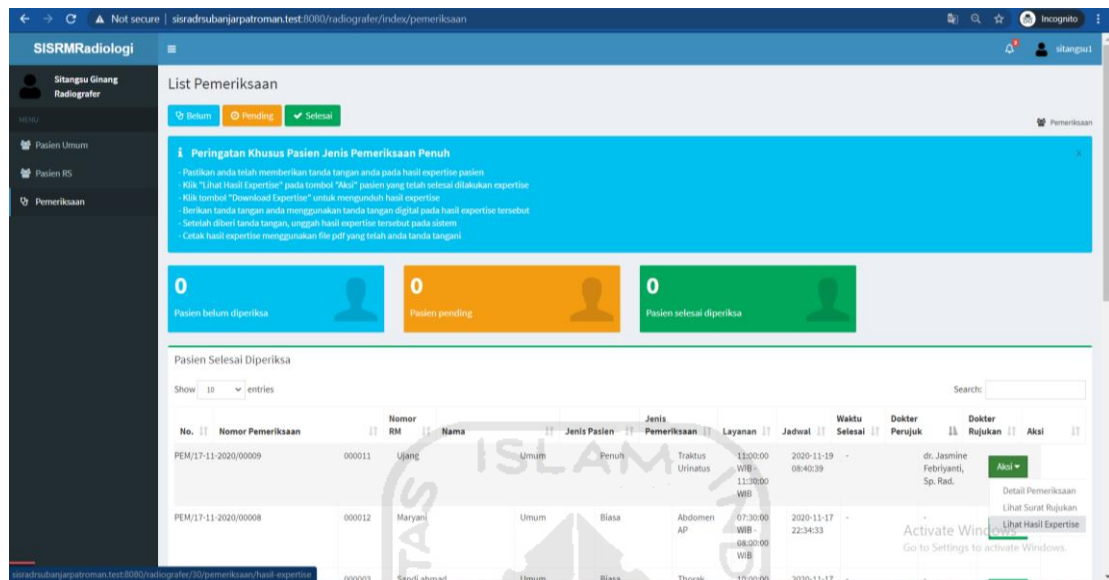 Not secure | sisradrsubanjarpatroman.test:8080/radiografer/index/pemeriksaan
Incognito
SISRMRadiologi
sitangsu1
Sitangsu Ginang
Radiografer
MENU
Pasien Umum
Pasien RS
Pemeriksaan
List Pemeriksaan
Belum Pending Selesai
Pemeriksaan
i Peringatan Khusus Pasien Jenis Pemeriksaan Penuh x
- Pastikan anda telah memberikan tanda tangan anda pada hasil expertise pasien
- Klik "Lihat Hasil Expertise" pada tombol "Aksi" pasien yang telah selesai dilakukan expertise
- Klik tombol "Download Expertise" untuk mengunduh hasil expertise
- Berikan tanda tangan anda menggunakan tanda tangan digital pada hasil expertise tersebut
- Setelah diberi tanda tangan, unggah hasil expertise tersebut pada sistem
- Cetak hasil expertise menggunakan file pdf yang telah anda tanda tangani
0 0 0
Pasien belum diperiksa Pasien pending Pasien selesai diperiksa
Pasien Selesai Diperiksa
Show 10 entries Search:
No. Nomor Pemeriksaan Nomor RM Nama Jenis Pasien Jenis Pemeriksaan Layanan Jadwal Waktu Selesai Dokter Perujuk Dokter Rujukan Aksi
PEM/17-11-2020/00009 000011 Ujang Umum Penuh Traktus Urinatus 11:00:00 WIB - 11:30:00 WIB 2020-11-19 08:40:39 - dr. Jasmine Febriyanti, Sp. Rad. Aksi
Detail Pemeriksaan
Lihat Surat Rujukan
Lihat Hasil Expertise
PEM/17-11-2020/00008 000012 Maryani Umum Biasa Abdomen AP 07:30:00 WIB - 08:00:00 WIB 2020-11-17 22:34:33 - -
000003 Sandi ahmad Umum Biasa Thorak 10:00:00 2020-11-17
ISLAM
Activate Windows
Go to Settings to activate Windows.
sisradrsubanjarpatroman.test:8080/radiografer/30/pemeriksaan/hasil-expertise